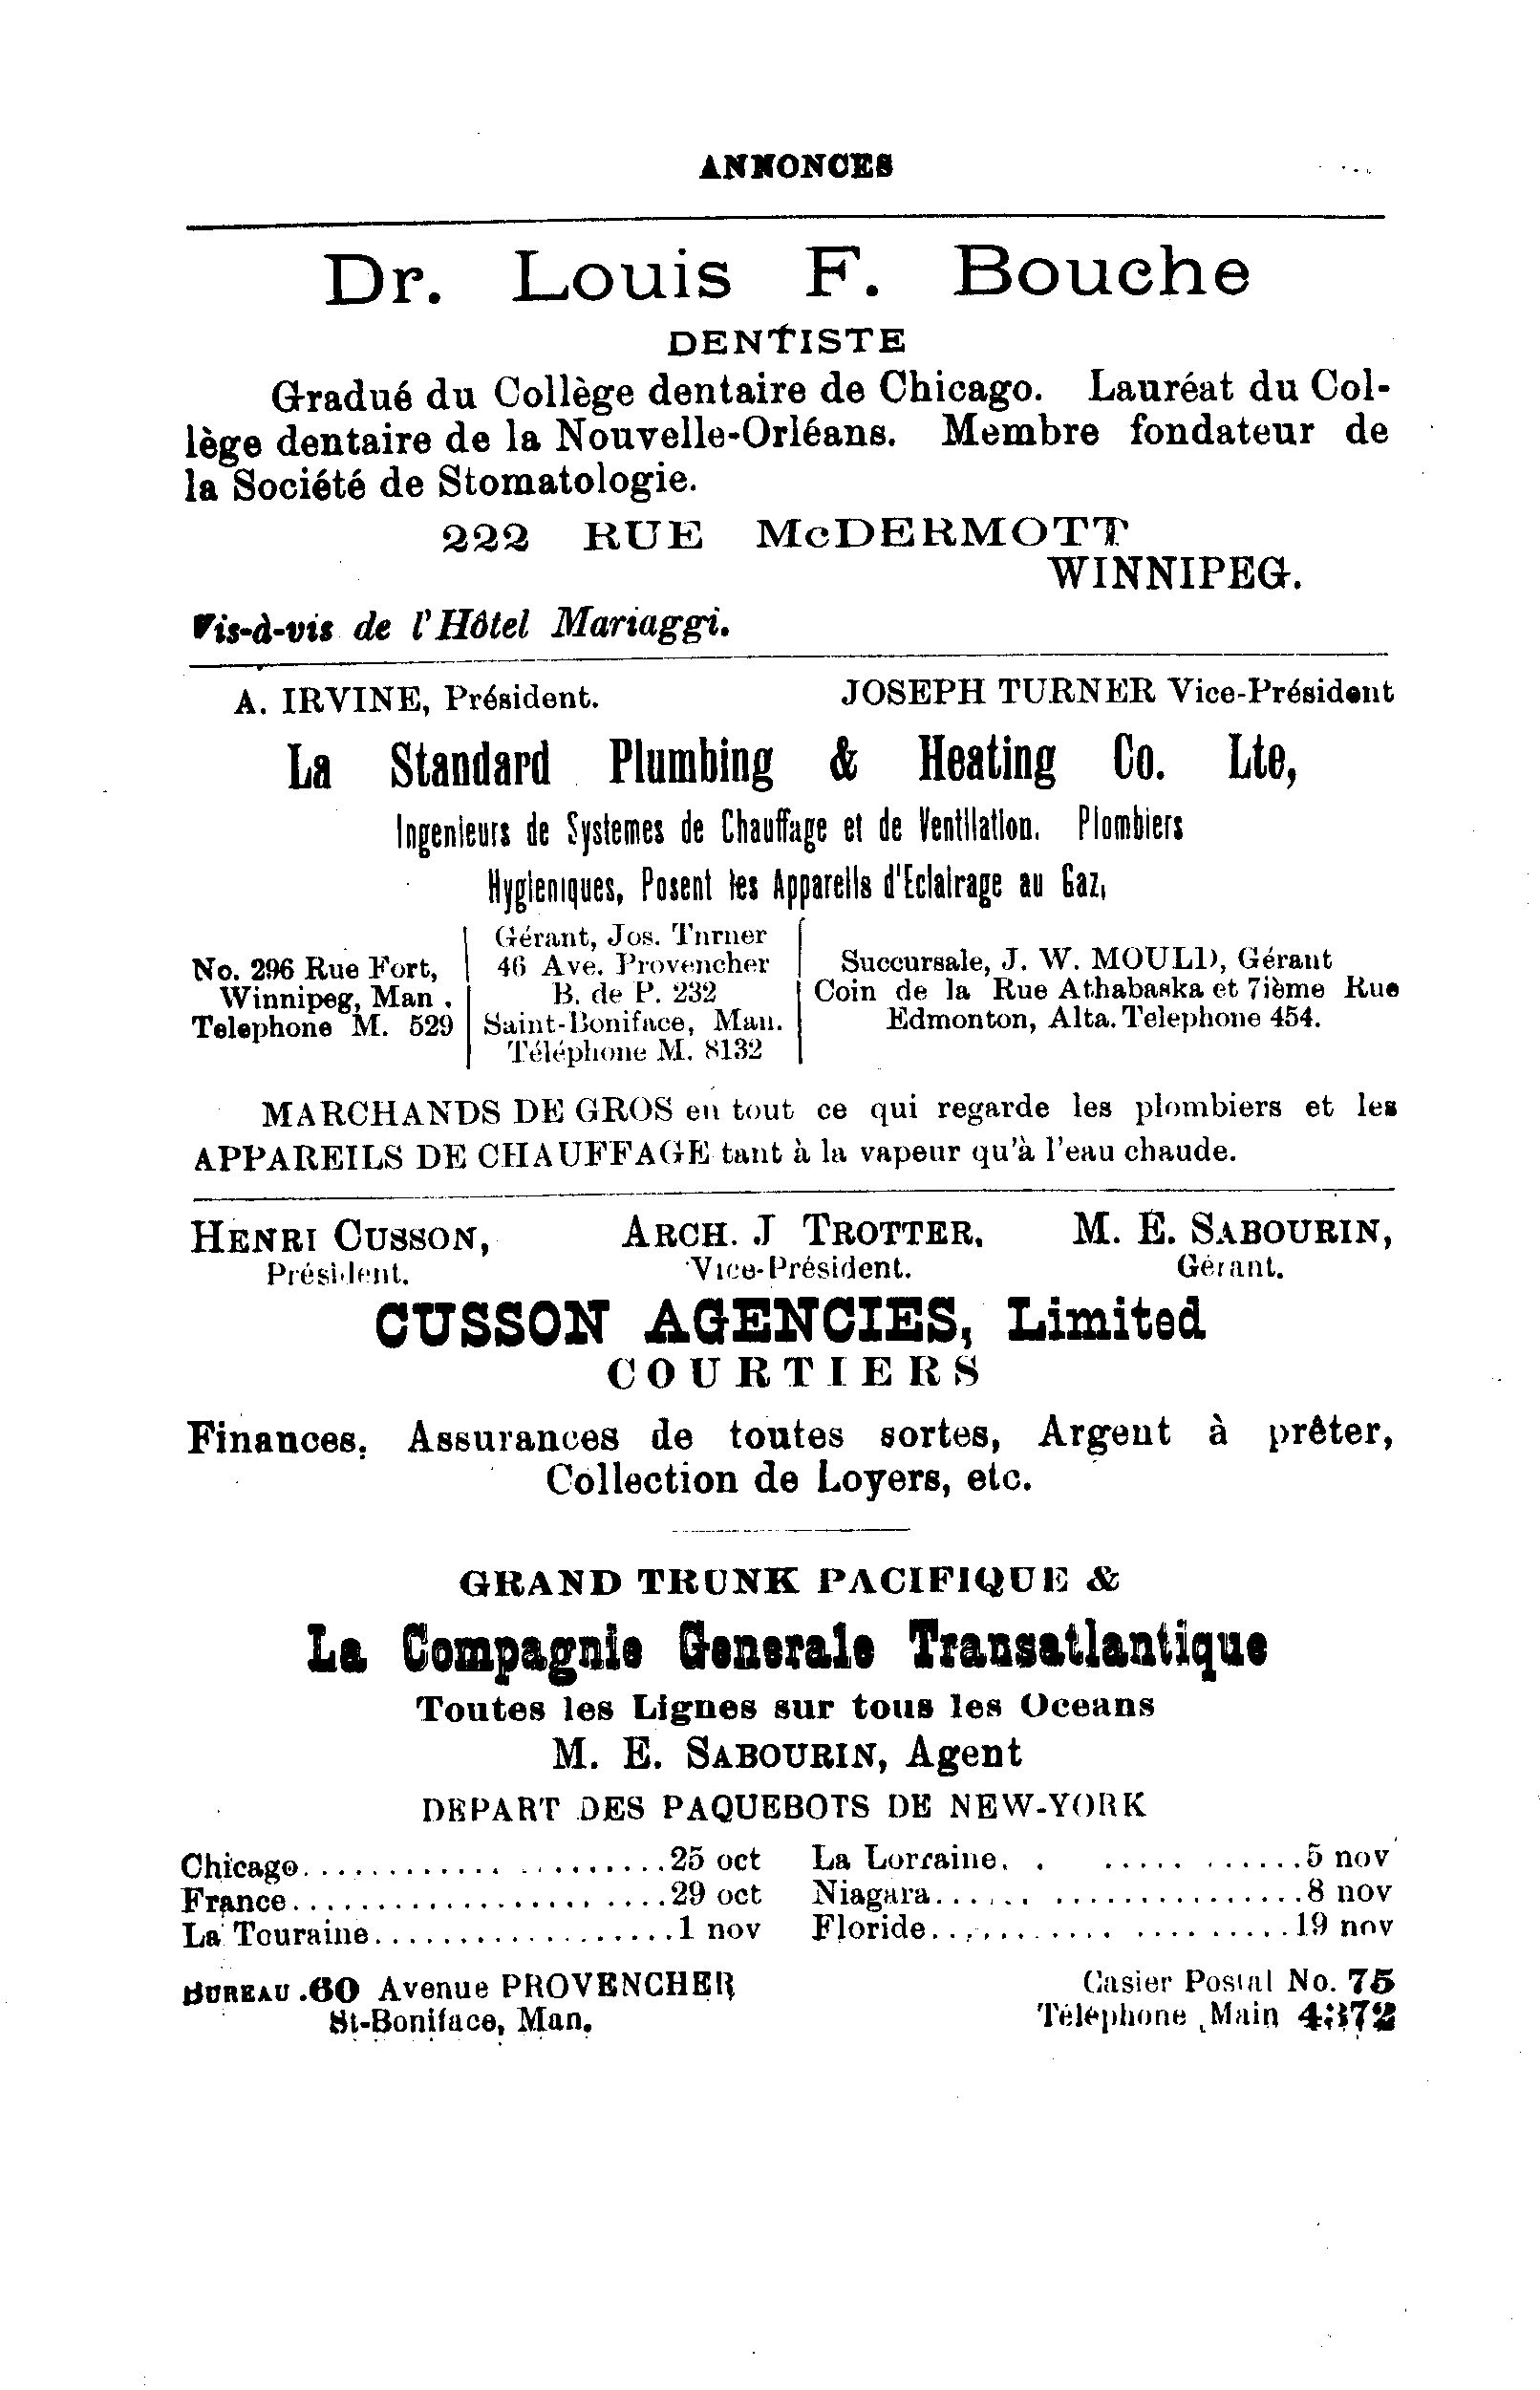 ANNONCES
Dr. Louis F. Bouche
DENTISTE
Gradué du Collège dentaire de Chicago. Lauréat du Col-
lège dentaire de la Nouvelle-Orléans. Membre fondateur de
la Société de Stomatologie.
222 RUE McDERMOTT
WINNIPEG.
Vis-à-vis de l'Hôtel Mariaggi.
A. IRVINE, Président. JOSEPH TURNER Vice-Président
La Standard Plumbing & Heating Co. Lte,
Ingenieurs de Systemes de Chauffage et de Ventilation. Plombiers
Hygieniques, Posent les Appareils d'Eclairage au Gaz,
No. 296 Rue Fort,
Winnipeg, Man.
Telephone M. 529
Gérant, Jos. Turner
46 Ave. Provencher
B. de P. 232
Saint-Boniface, Man.
Téléphone M. 8132
Succursale, J. W. MOULD, Gérant
Coin de la Rue Athabaska et 7ième Rue
Edmonton, Alta. Telephone 454.
MARCHANDS DE GROS en tout ce qui regarde les plombiers et les
APPAREILS DE CHAUFFAGE tant à la vapeur qu'à l'eau chaude.
HENRI CUSSON, ARCH. J TROTTER, M. E. SABOURIN,
Président. Vice-Président. Gérant.
CUSSON AGENCIES, Limited
COURTIERS
Finances, Assurances de toutes sortes, Argent à prêter,
Collection de Loyers, etc.
GRAND TRUNK PACIFIQUE &
La Compagnie Generale Transatlantique
Toutes les Lignes sur tous les Oceans
M. E. SABOURIN, Agent
DEPART DES PAQUEBOTS DE NEW-YORK
Chicago.......................25 oct La Lorraine. . ..... ......5 nov
France.......................29 oct Niagara.......................8 nov
La Touraine..................1 nov Floride.......................19 nov
BUREAU .60 Avenue PROVENCHER Casier Postal No. 75
St-Boniface, Man. Téléphone Main 4372